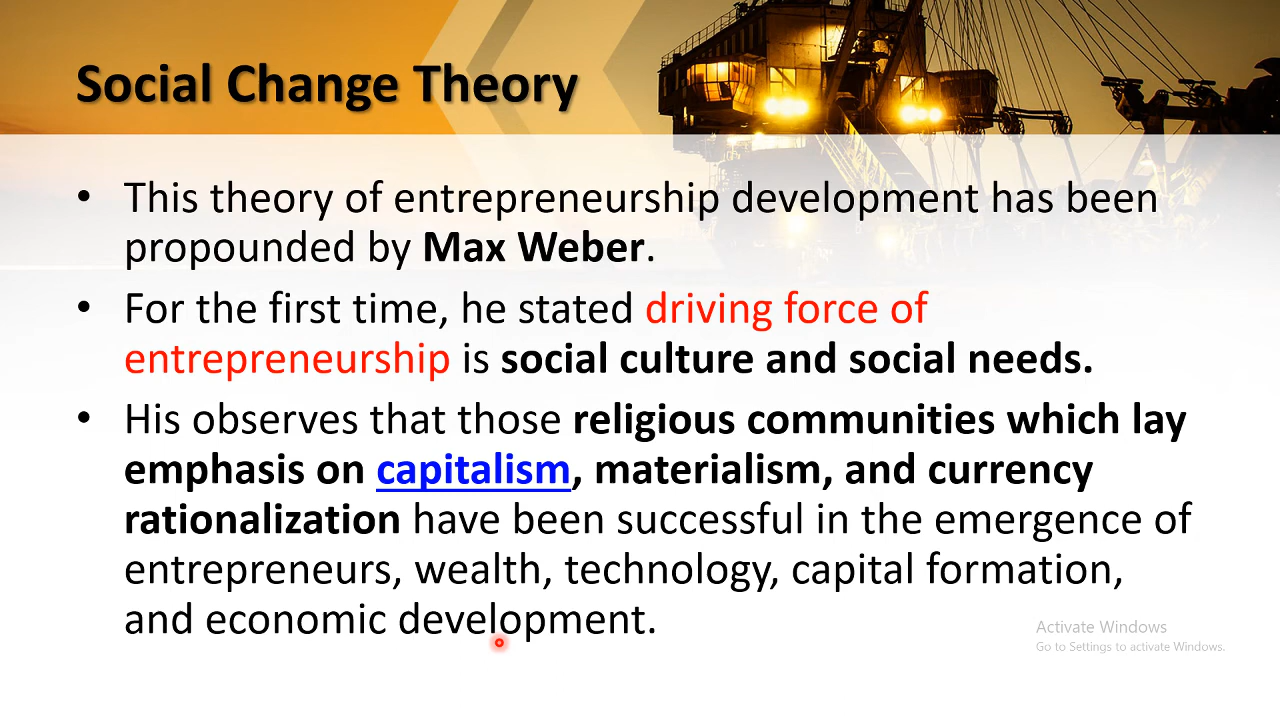 Social Change Theory
• This theory of entrepreneurship development has been
propounded by Max Weber.
• For the first time, he stated driving force of
entrepreneurship is social culture and social needs.
• His observes that those religious communities which lay
emphasis on capitalism, materialism, and currency
rationalization have been successful in the emergence of
entrepreneurs, wealth, technology, capital formation,
and economic development.
Activate Windows
Go to Settings to activate Windows.